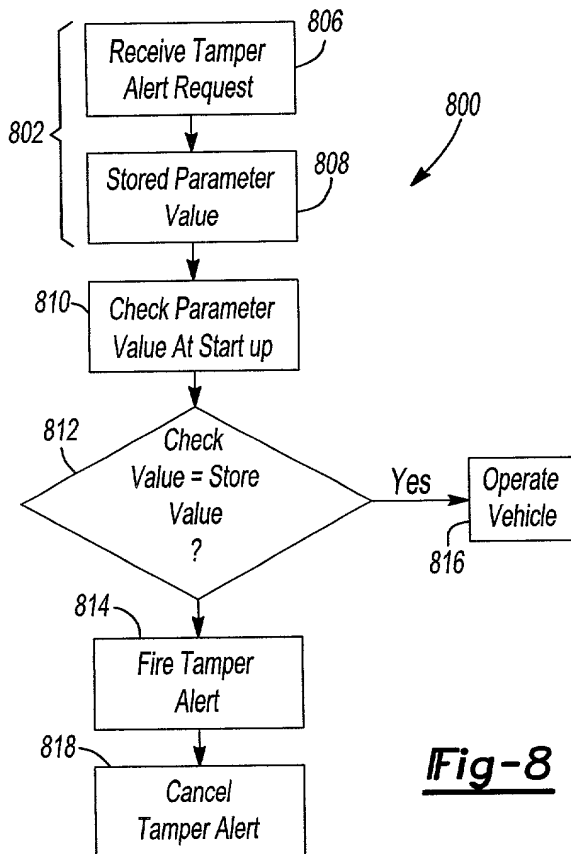 806
Receive Tamper
Alert Request
802
800
808
Stored Parameter
Value
810
Check Parameter
Value At Start up
812
Check
Value = Store
Value
?
Yes
Operate
Vehicle
816
814
Fire Tamper
Alert
818
Cancel
Tamper Alert
Fig-8